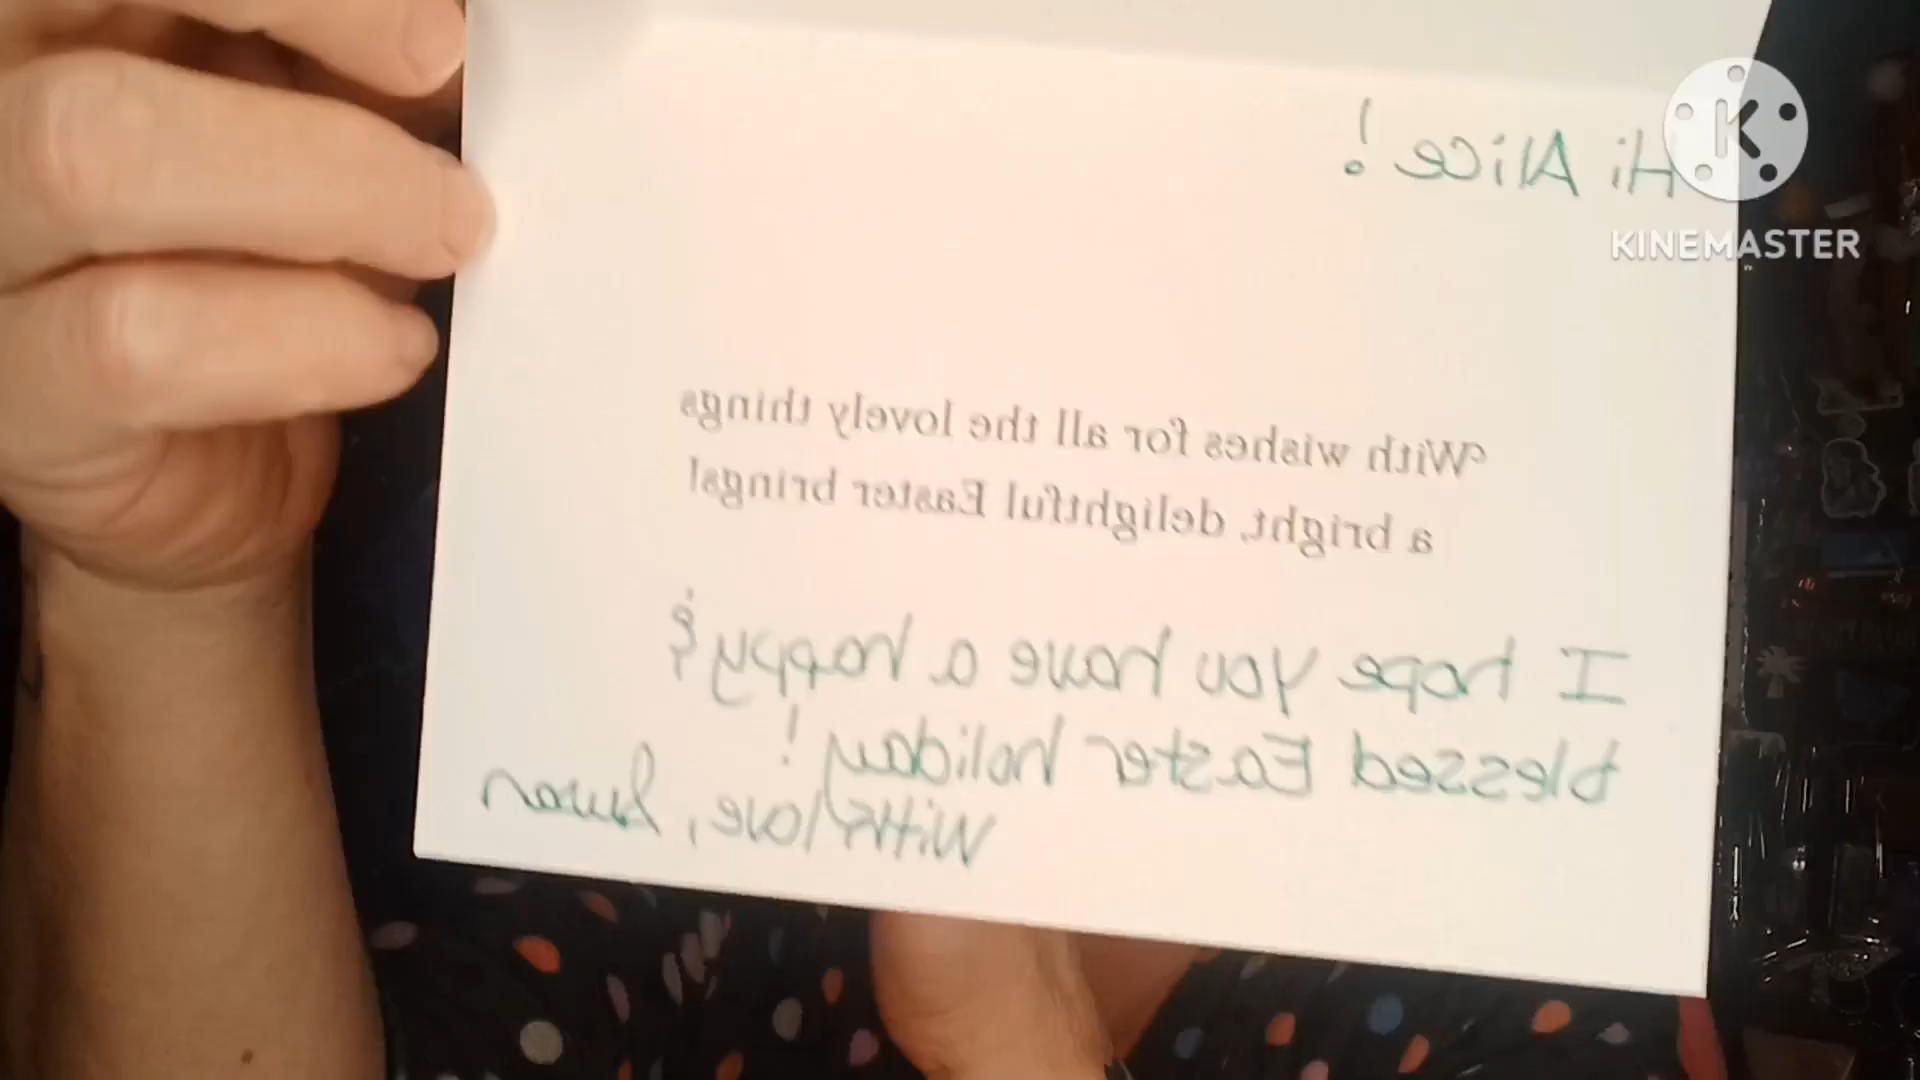 Hi Alice!
KINEMASTER
With wishes for all the lovely things
a bright, delightful Easter brings!
I hope you have a happy &
blessed Easter holiday!
With love,